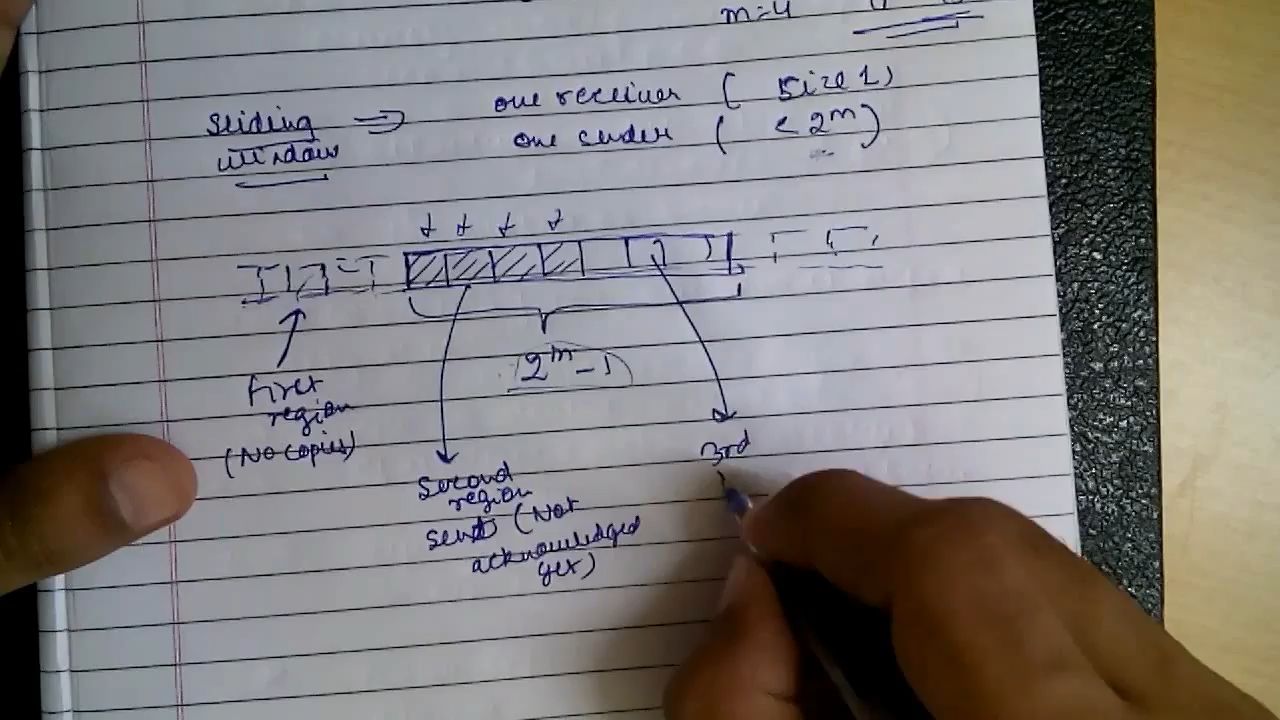 m=4
Sliding ⇒ one receiver ( size 1)
window one sender ( < 2^m)
2^m - 1
First
region
(No copies)
Second
region
sent (Not
acknowledged
yet)
3rd